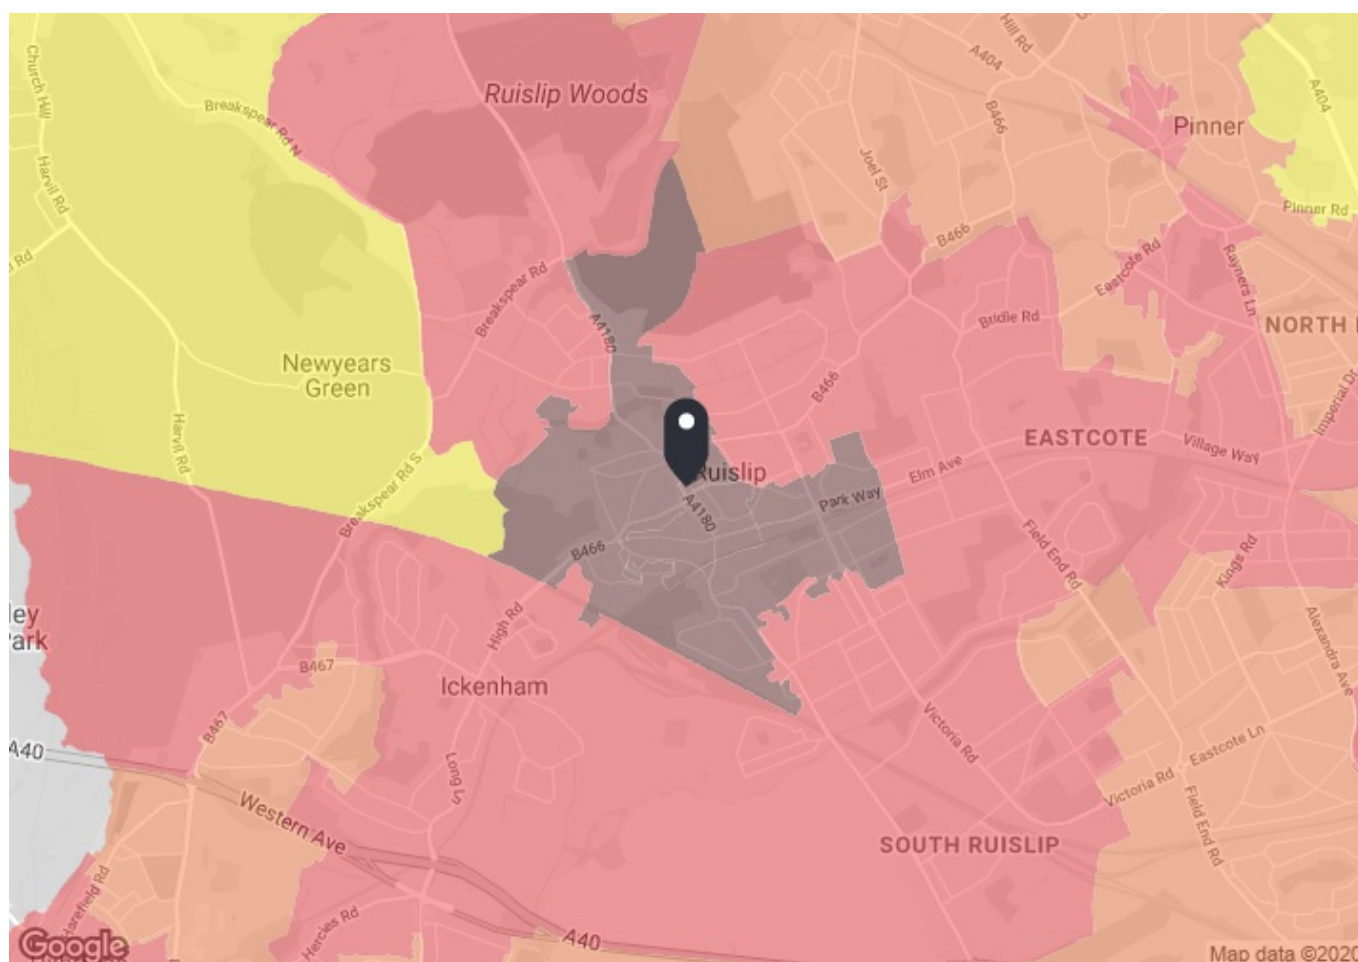 Church Hill
Harvil Rd
Breakspear Rd N
Ruislip Woods
A404
Hill Rd
B466
Joel St
Pinner
A404
Pinner Rd
Rd
B466
Eastcote Rd
Rayners Ln
Breakspear Rd
A4180
Bridle Rd
NORTH
Newyears
Green
B466
Imperial Dr
Harvil Rd
EASTCOTE
Village Way
Breakspear Rd S
Ruislip
Elm Ave
Park Way
A4180
B466
Field End Rd
Kings Rd
ley
Park
High Rd
B467
Ickenham
Alexandra Ave
B467
Victoria Rd
Eastcote Ln
A40
Long Ln
Victoria Rd
Western Ave
Field End Rd
SOUTH RUISLIP
Harefield Rd
Hercies Rd
A40
Google
Map data ©2020